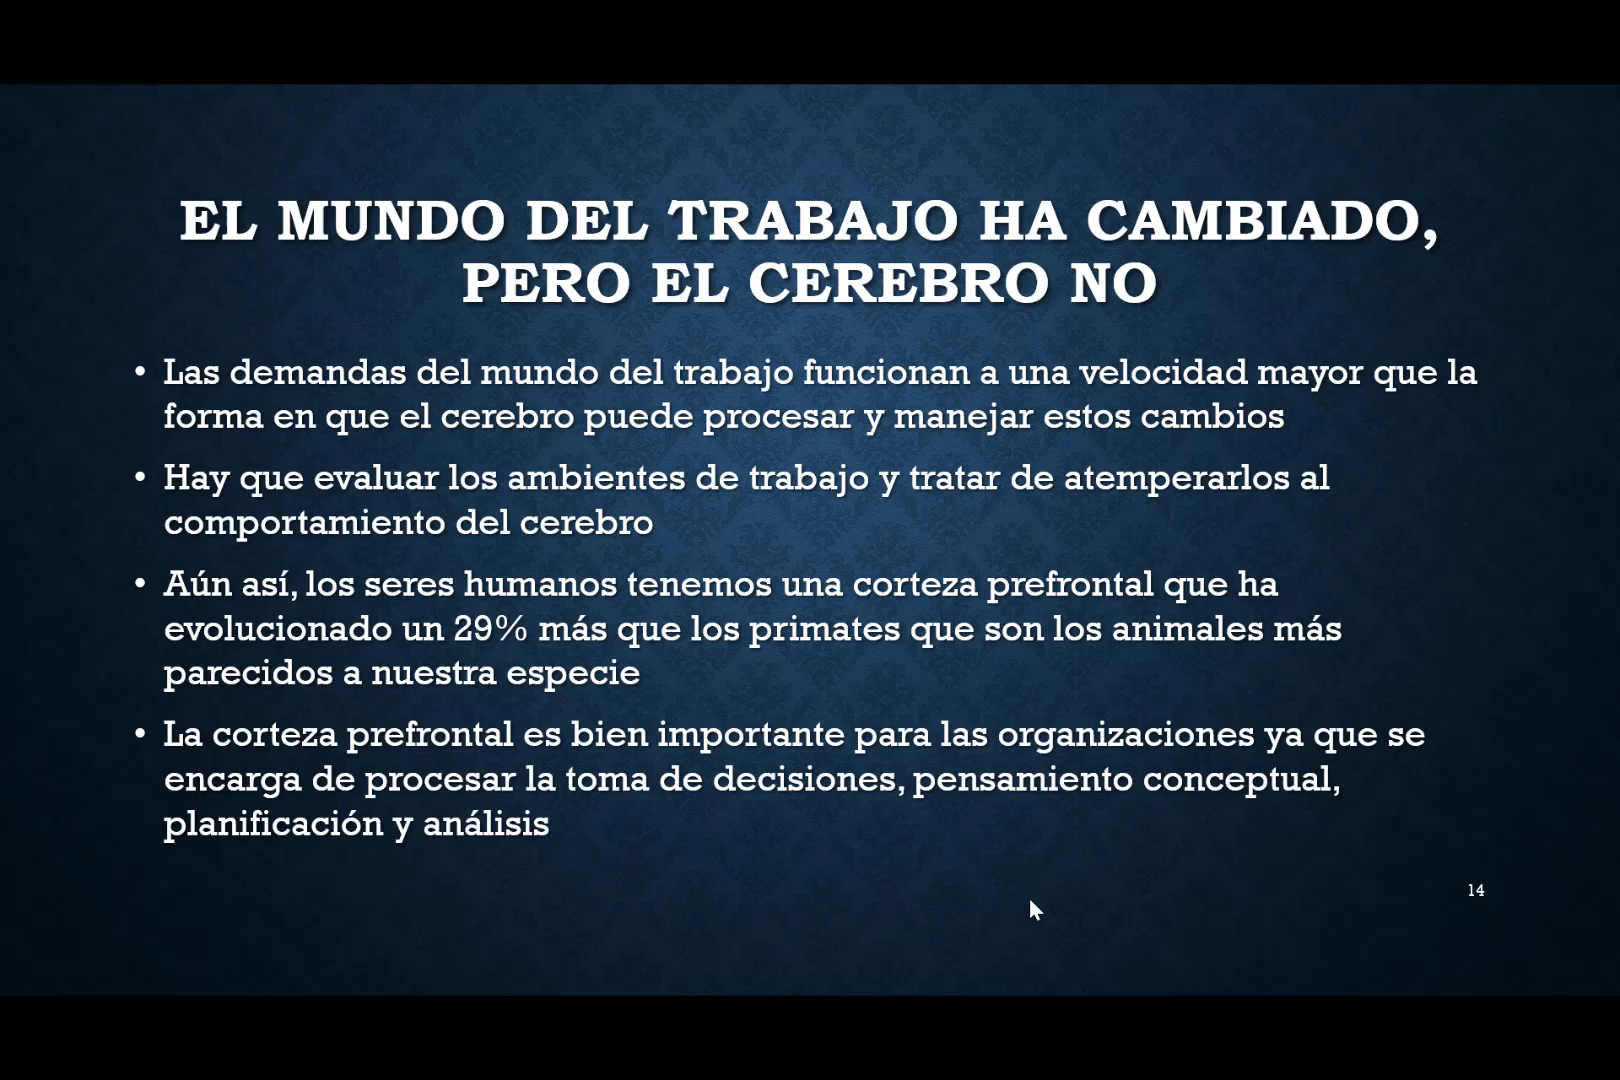 EL MUNDO DEL TRABAJO HA CAMBIADO,
PERO EL CEREBRO NO
• Las demandas del mundo del trabajo funcionan a una velocidad mayor que la
forma en que el cerebro puede procesar y manejar estos cambios
• Hay que evaluar los ambientes de trabajo y tratar de atemperarlos al
comportamiento del cerebro
• Aún así, los seres humanos tenemos una corteza prefrontal que ha
evolucionado un 29% más que los primates que son los animales más
parecidos a nuestra especie
• La corteza prefrontal es bien importante para las organizaciones ya que se
encarga de procesar la toma de decisiones, pensamiento conceptual,
planificación y análisis
14